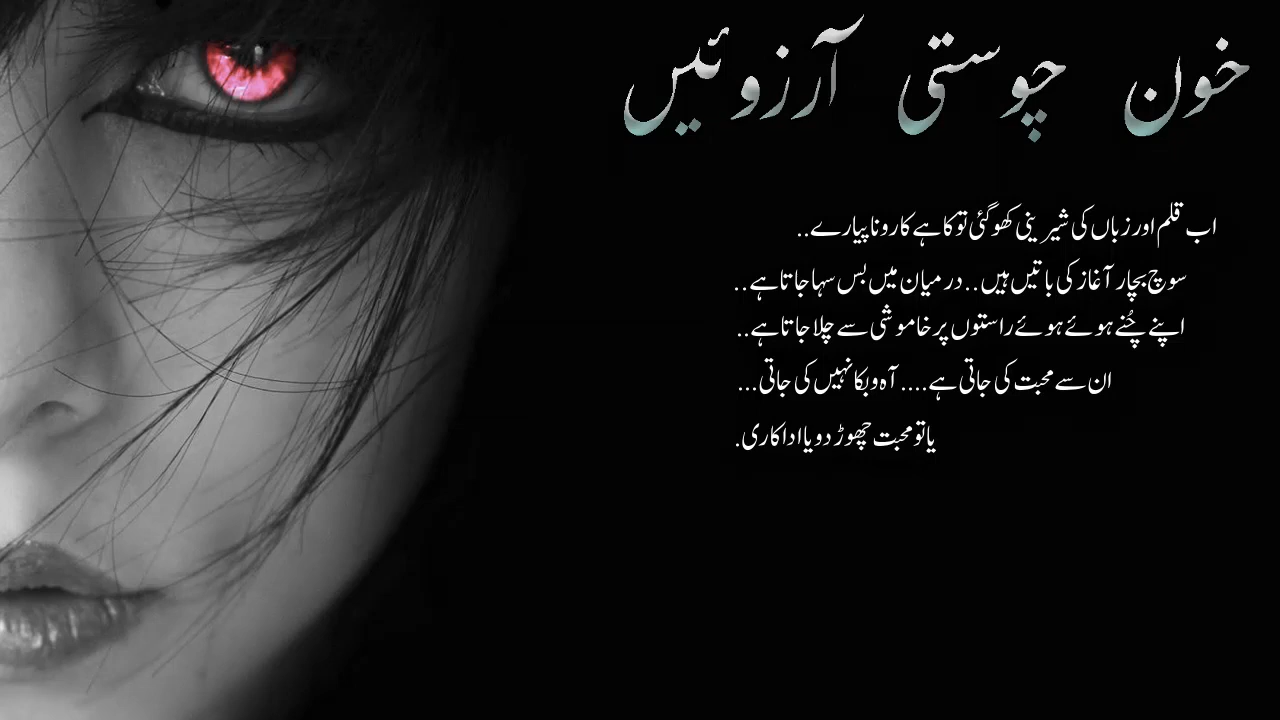 خون چوستی آرزوئیں
اب قلم اور زباں کی شیرینی کھو گئی تو کاہے کا رونا پیارے..
سوچ بچار آغاز کی باتیں ہیں..درمیان میں بس سہا جاتا ہے..
اپنے چُنے ہوئے ہوئے راستوں پر خاموشی سے چلا جاتا ہے..
ان سے محبت کی جاتی ہے.... آہ و بکا نہیں کی جاتی...
یا تو محبت چھوڑ دو یا اداکاری.